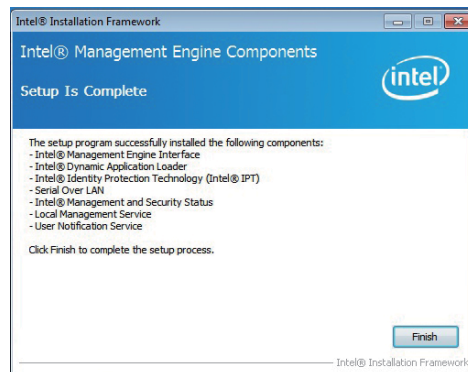 Intel® Installation Framework
Intel® Management Engine Components
Setup Is Complete
intel®
The setup program successfully installed the following components:
- Intel® Management Engine Interface
- Intel® Dynamic Application Loader
- Intel® Identity Protection Technology (Intel® IPT)
- Serial Over LAN
- Intel® Management and Security Status
- Local Management Service
- User Notification Service
Click Finish to complete the setup process.
Finish
Intel® Installation Framework